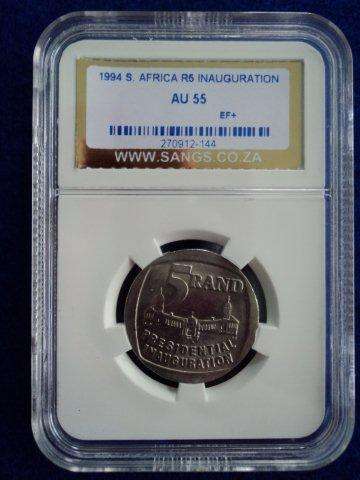 1994 S. AFRICA R5 INAUGURATION
AU 55
EF+
270912-144
WWW.SANGS.CO.ZA
5 RAND
PRESIDENTIAL
INAUGURATION